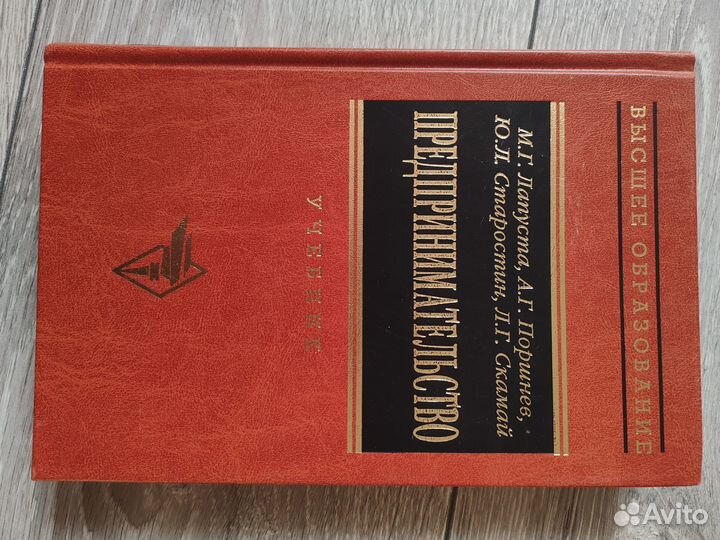 ВЫСШЕЕ ОБРАЗОВАНИЕ
М.Г. Лапуста, А.Г. Поршнев,
Ю.Л. Старостин, Л.Г. Скамай
ПРЕДПРИНИМАТЕЛЬСТВО
УЧЕБНИК
Avito